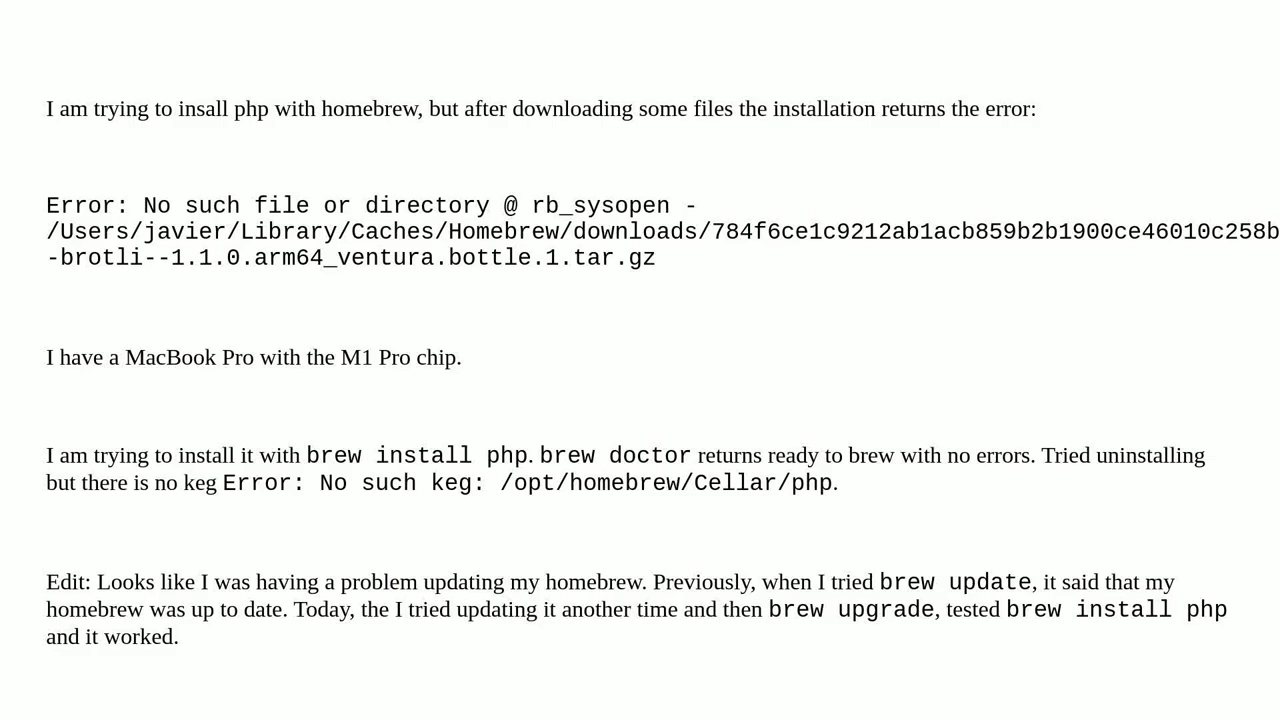 I am trying to insall php with homebrew, but after downloading some files the installation returns the error:
Error: No such file or directory @ rb_sysopen -
/Users/javier/Library/Caches/Homebrew/downloads/784f6ce1c9212ab1acb859b2b1900ce46010c258b
-brotli--1.1.0.arm64_ventura.bottle.1.tar.gz
I have a MacBook Pro with the M1 Pro chip.
I am trying to install it with brew install php. brew doctor returns ready to brew with no errors. Tried uninstalling
but there is no keg Error: No such keg: /opt/homebrew/Cellar/php.
Edit: Looks like I was having a problem updating my homebrew. Previously, when I tried brew update, it said that my
homebrew was up to date. Today, the I tried updating it another time and then brew upgrade, tested brew install php
and it worked.